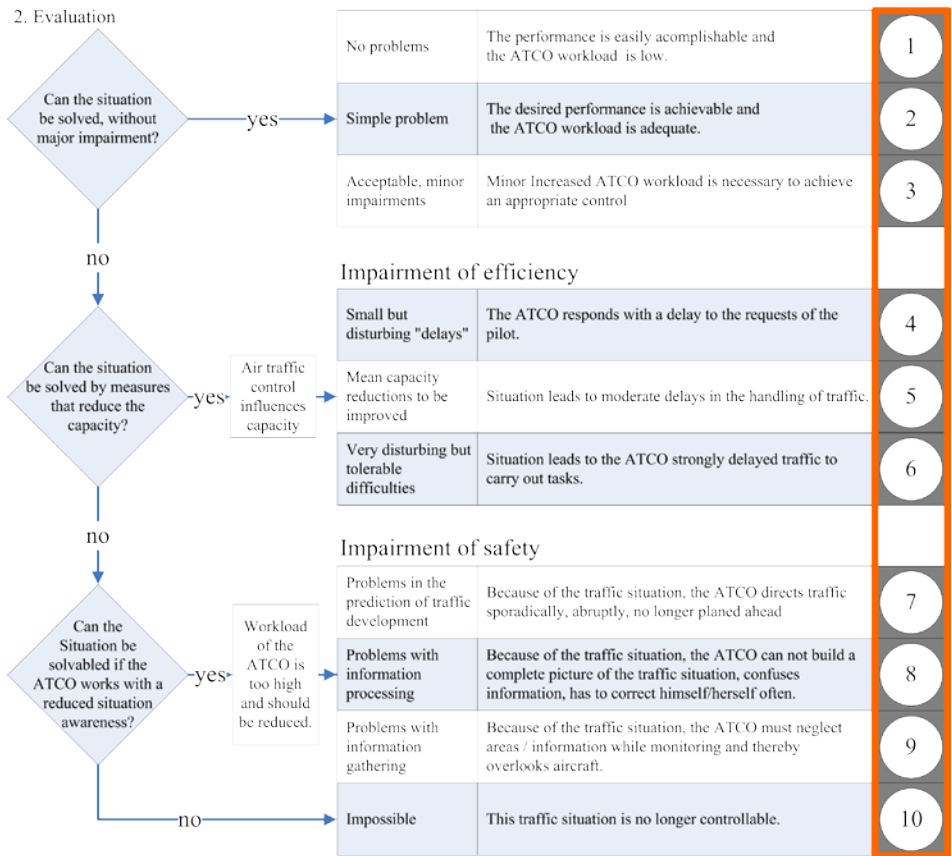 2. Evaluation
Can the situation
be solved, without
major impairment?
yes
No problems
The performance is easily acomplishable and
the ATCO workload is low.
1
Simple problem
The desired performance is achievable and
the ATCO workload is adequate.
2
Acceptable, minor
impairments
Minor Increased ATCO workload is necessary to achieve
an appropriate control
3
no
Impairment of efficiency
Can the situation
be solved by measures
that reduce the
capacity?
yes
Air traffic
control
influences
capacity
Small but
disturbing "delays"
The ATCO responds with a delay to the requests of the
pilot.
4
Mean capacity
reductions to be
improved
Situation leads to moderate delays in the handling of traffic.
5
Very disturbing but
tolerable
difficulties
Situation leads to the ATCO strongly delayed traffic to
carry out tasks.
6
no
Impairment of safety
Can the
Situation be
solvabled if the
ATCO works with a
reduced situation
awareness?
yes
Workload
of the
ATCO is
too high
and should
be reduced.
Problems in the
prediction of traffic
development
Because of the traffic situation, the ATCO directs traffic
sporadically, abruptly, no longer planed ahead
7
Problems with
information
processing
Because of the traffic situation, the ATCO can not build a
complete picture of the traffic situation, confuses
information, has to correct himself/herself often.
8
Problems with
information
gathering
Because of the traffic situation, the ATCO must neglect
areas / information while monitoring and thereby
overlooks aircraft.
9
no
Impossible
This traffic situation is no longer controllable.
10